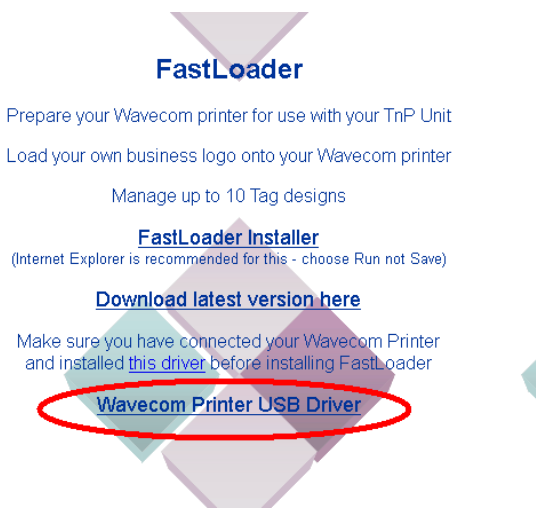 FastLoader
Prepare your Wavecom printer for use with your TnP Unit
Load your own business logo onto your Wavecom printer
Manage up to 10 Tag designs
FastLoader Installer
(Internet Explorer is recommended for this - choose Run not Save)
Download latest version here
Make sure you have connected your Wavecom Printer
and installed this driver before installing FastLoader
Wavecom Printer USB Driver